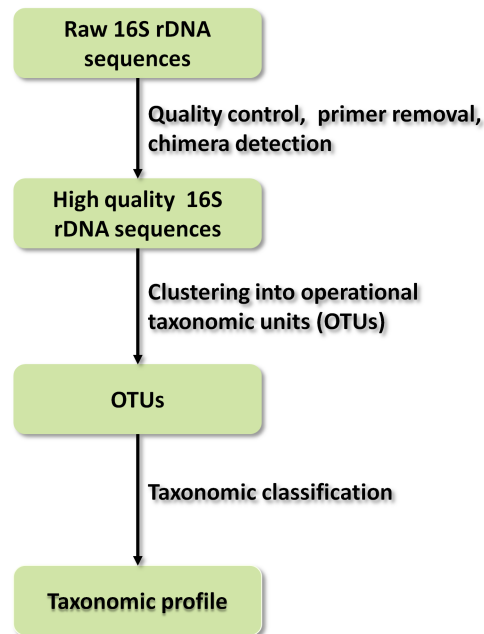 Raw 16S rDNA
sequences
Quality control, primer removal,
chimera detection
High quality 16S
rDNA sequences
Clustering into operational
taxonomic units (OTUs)
OTUs
Taxonomic classification
Taxonomic profile